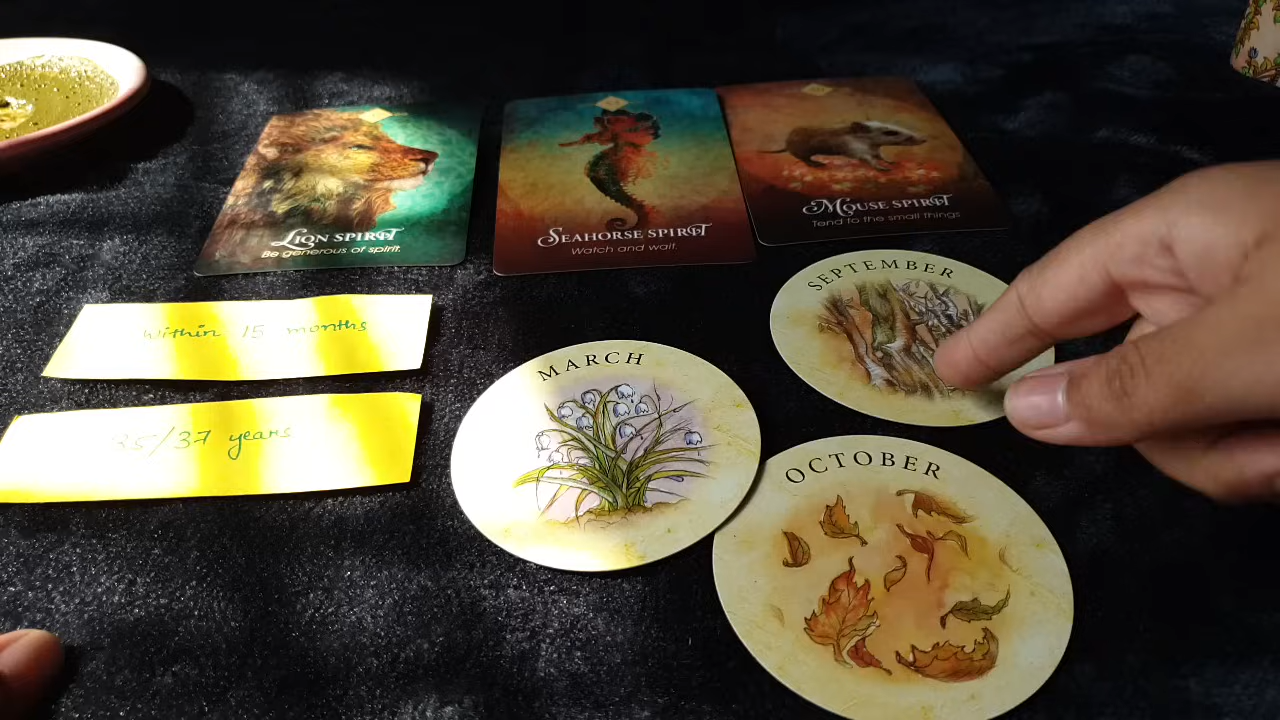 LION SPIRIT
Be generous of spirit.
SEAHORSE SPIRIT
Watch and wait.
MOUSE SPIRIT
Tend to the small things
Within 15 months
35/37 years
MARCH
SEPTEMBER
OCTOBER